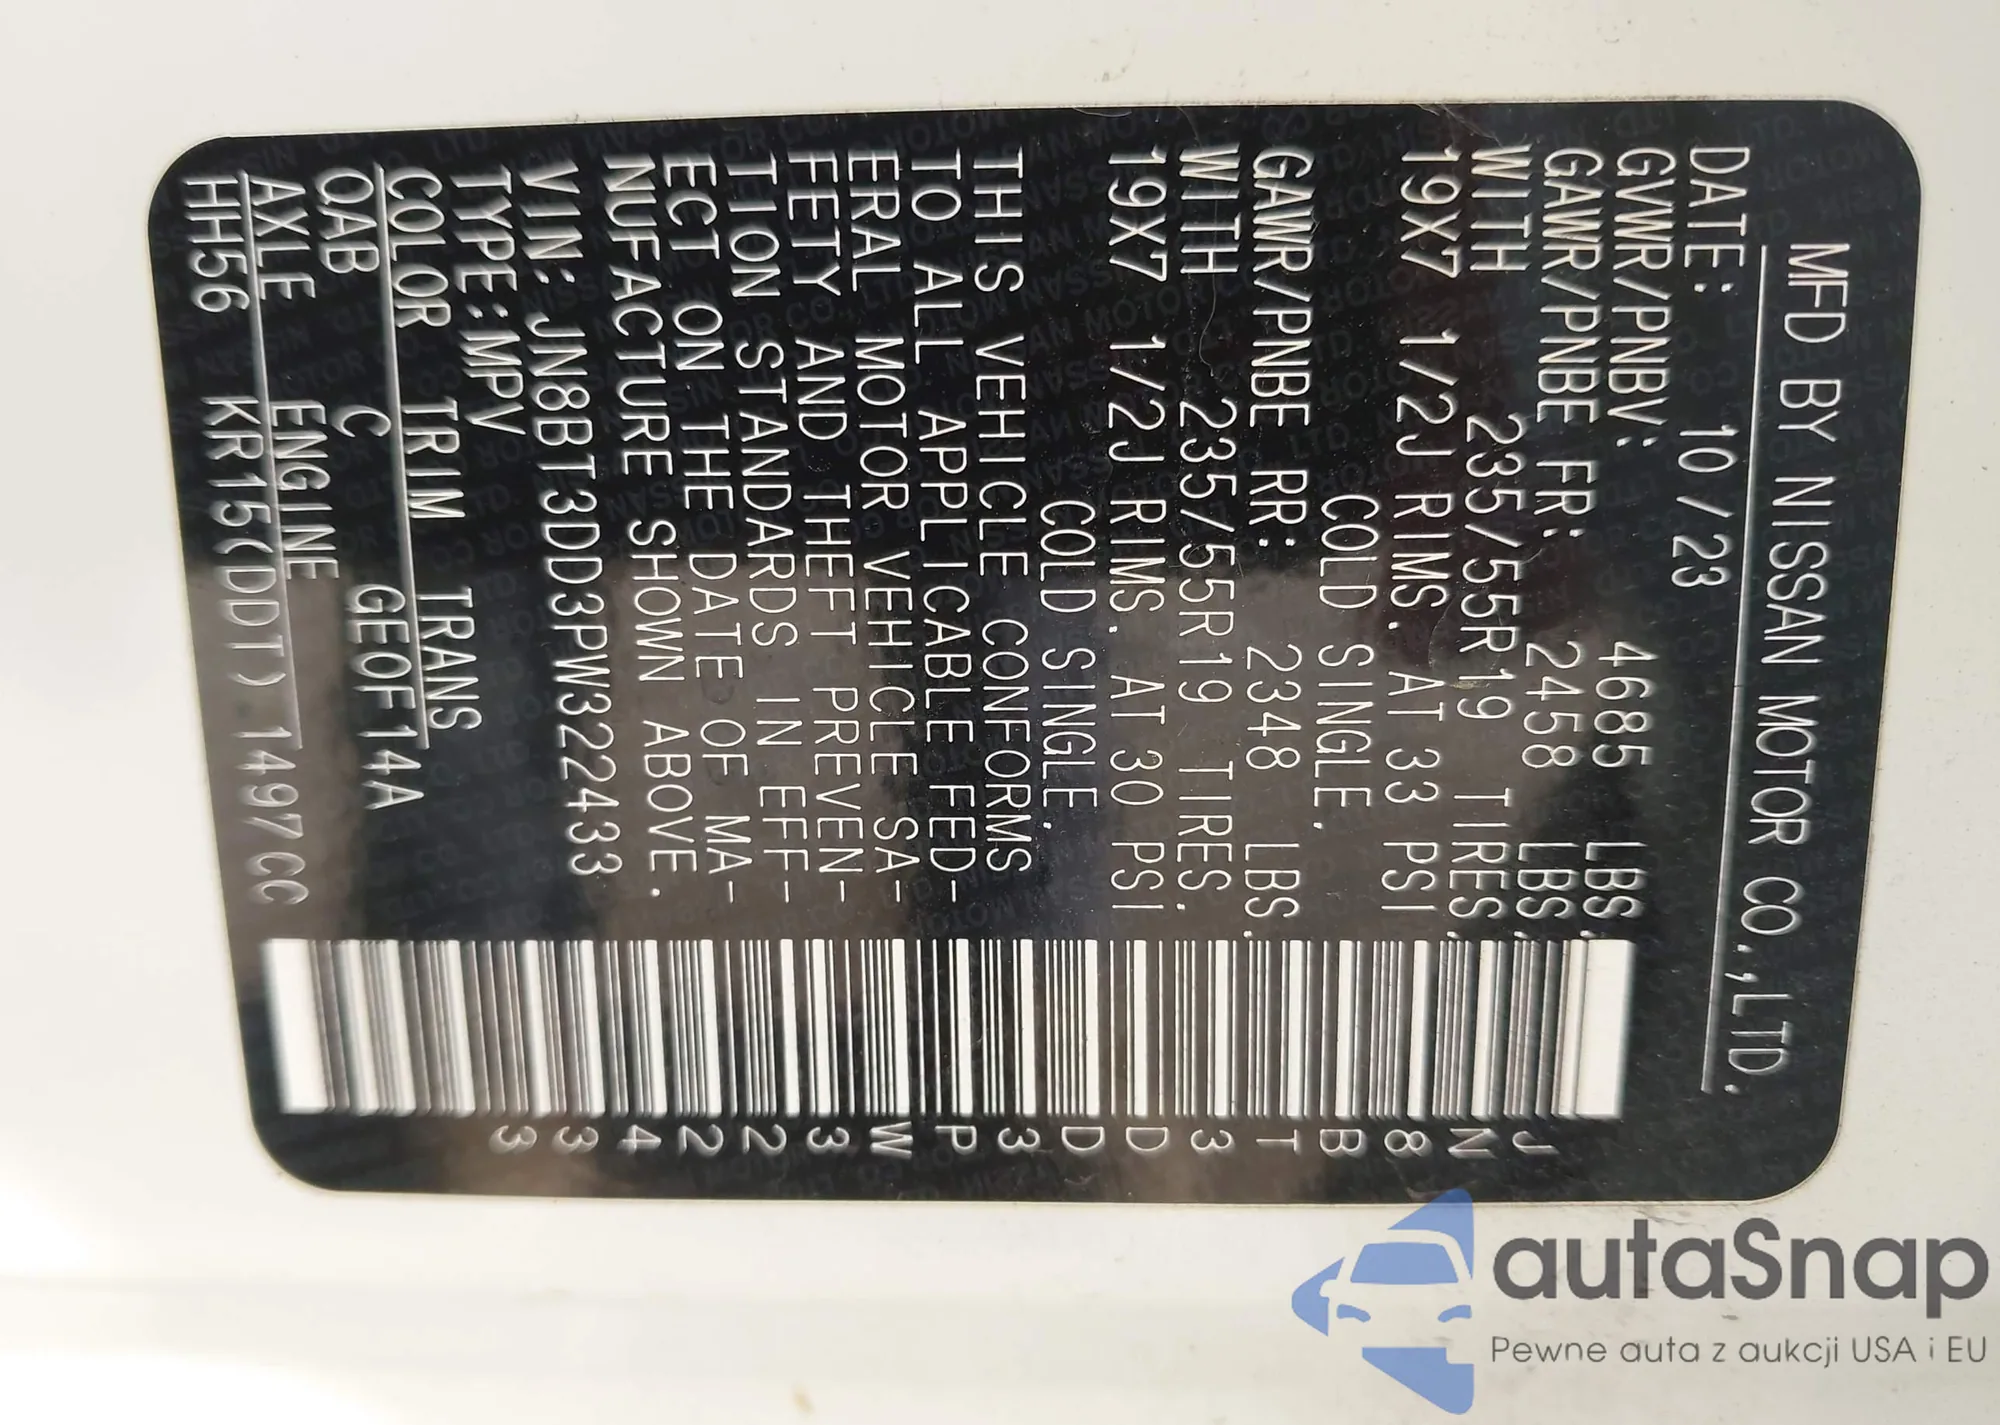 MFD BY NISSAN MOTOR CO.,LTD.
DATE: 10/23
GVWR/PNBV: 4685 LBS.
GAWR/PNBE FR: 2458 LBS.
WITH 235/55R19 TIRES,
19X7 1/2J RIMS. AT 33 PSI
COLD SINGLE.
GAWR/PNBE RR: 2348 LBS.
WITH 235/55R19 TIRES,
19X7 1/2J RIMS. AT 30 PSI
COLD SINGLE.
THIS VEHICLE CONFORMS
TO ALL APPLICABLE FED-
ERAL MOTOR VEHICLE SA-
FETY AND THEFT PREVEN-
TION STANDARDS IN EFF-
ECT ON THE DATE OF MA-
NUFACTURE SHOWN ABOVE.
VIN: JN8BT3DD3PW322433
TYPE:MPV
COLOR TRIM TRANS
QAB C GEOF14A
AXLE ENGINE
HH56 KR15(DDT) 1497CC
JN8BT3DD3PW322433
autaSnap
Pewne auta z aukcji USA i EU